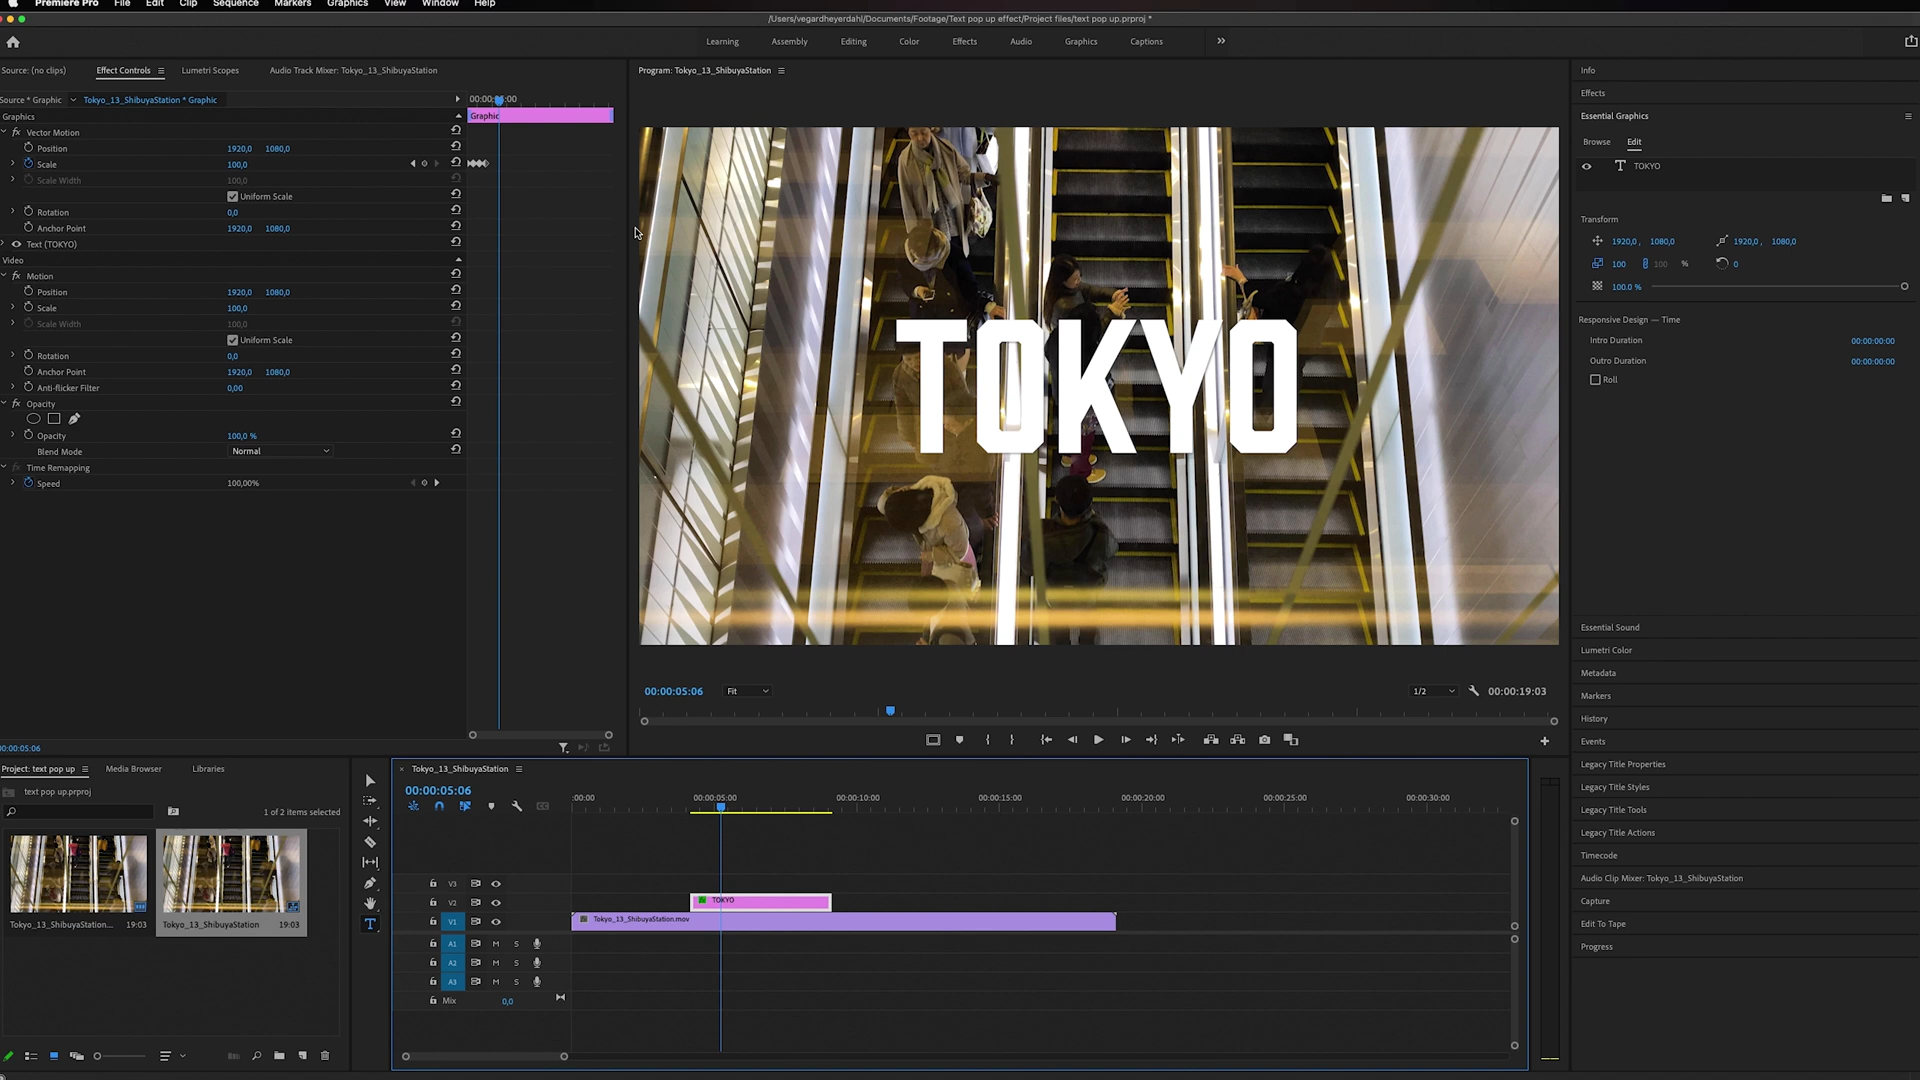 Premiere Pro File Edit Clip Sequence Markers Graphics View Window Help
/Users/vegardheyerdahl/Documents/Footage/Text pop up effect/Project files/text pop up.prproj *
Learning Assembly Editing Color Effects Audio Graphics Captions
Source: (no clips) Effect Controls Lumetri Scopes Audio Track Mixer: Tokyo_13_ShibuyaStation
Source * Graphic Tokyo_13_ShibuyaStation * Graphic
Graphics
Graphic
Vector Motion
Position 1920,0 1080,0
Scale 100,0
Scale Width 100,0
Uniform Scale
Rotation 0,0
Anchor Point 1920,0 1080,0
Text (TOKYO)
Video
Motion
Position 1920,0 1080,0
Scale 100,0
Scale Width 100,0
Uniform Scale
Rotation 0,0
Anchor Point 1920,0 1080,0
Anti-flicker Filter 0,00
Opacity
Opacity 100,0 %
Blend Mode Normal
Time Remapping
Speed 100,00%
00:00:05:06
Program: Tokyo_13_ShibuyaStation
TOKYO
00:00:05:06 Fit 1/2 00:00:19:03
Info
Effects
Essential Graphics
Browse Edit
TOKYO
Transform
1920,0 , 1080,0 1920,0 , 1080,0
100 100 % 0
100.0 %
Responsive Design — Time
Intro Duration 00:00:00:00
Outro Duration 00:00:00:00
Roll
Essential Sound
Lumetri Color
Metadata
Markers
History
Events
Legacy Title Properties
Legacy Title Styles
Legacy Title Tools
Legacy Title Actions
Timecode
Audio Clip Mixer: Tokyo_13_ShibuyaStation
Capture
Edit To Tape
Progress
Project: text pop up Media Browser Libraries
text pop up.prproj
1 of 2 items selected
Tokyo_13_ShibuyaStation... 19:03 Tokyo_13_ShibuyaStation 19:03
Tokyo_13_ShibuyaStation
00:00:05:06
:00:00 00:00:05:00 00:00:10:00 00:00:15:00 00:00:20:00 00:00:25:00 00:00:30:00
V3
V2 TOKYO
V1 Tokyo_13_ShibuyaStation.mov
A1 M S
A2 M S
A3 M S
Mix 0,0